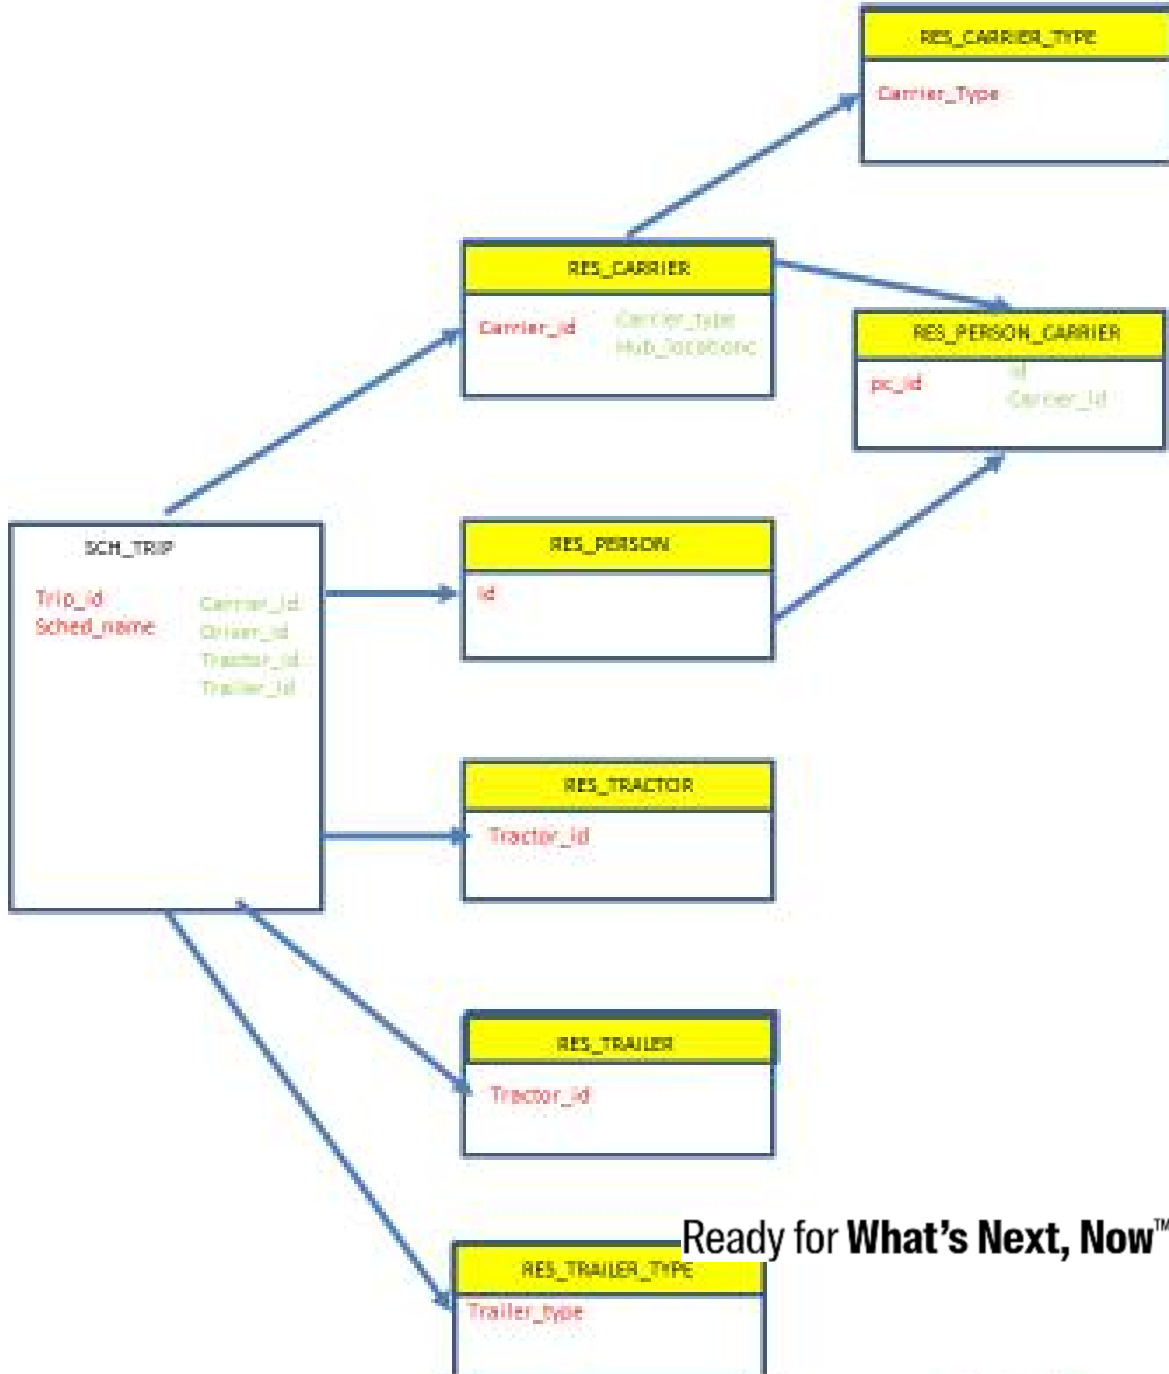 RES_CARRIER_TYPE
Carrier_Type
RES_CARRIER
Carrier_id Carrier_type
Hub_locationc
RES_PERSON_CARRIER
pc_id id
Carrier_id
SCH_TRIP
Trip_id Carrier_id
Sched_name Driver_id
Tractor_id
Trailer_id
RES_PERSON
id
RES_TRACTOR
Tractor_id
RES_TRAILER
Tractor_id
Ready for What's Next, Now™
RES_TRAILER_TYPE
Trailer_type